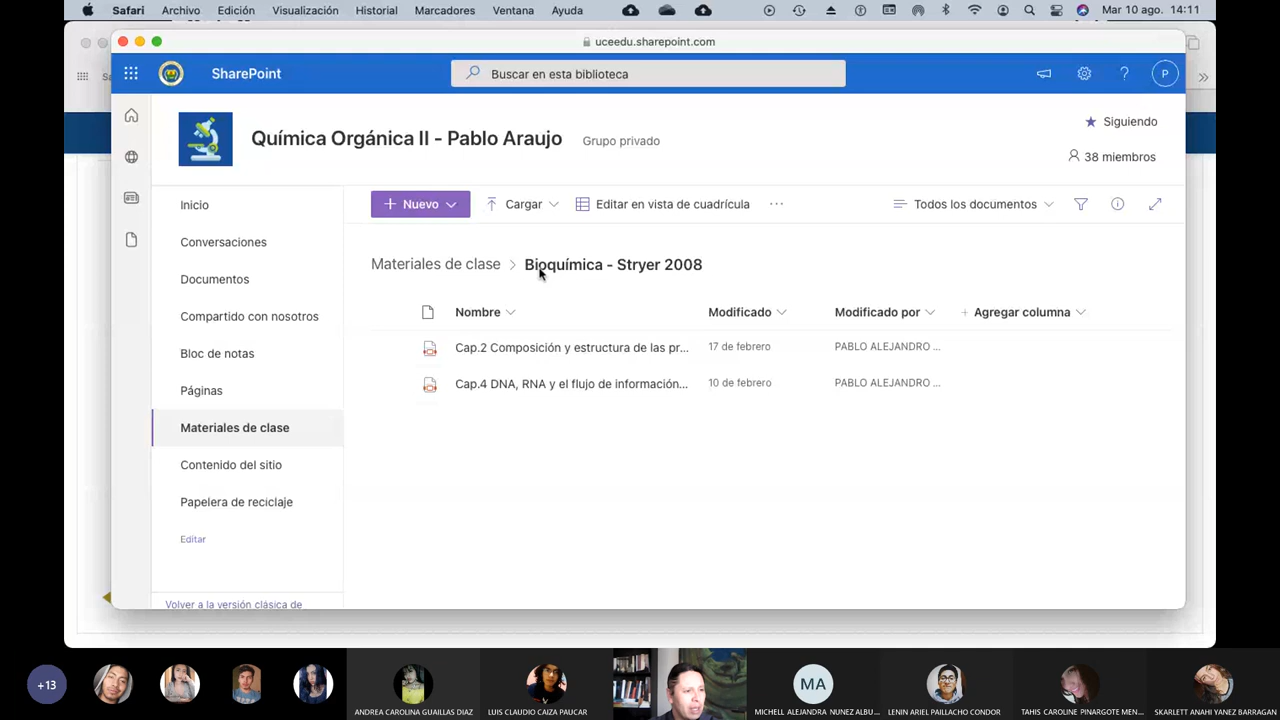 Safari Archivo Edición Visualización Historial Marcadores Ventana Ayuda Mar 10 ago. 14:11
uceedu.sharepoint.com
SharePoint Buscar en esta biblioteca P
Química Orgánica II - Pablo Araujo Grupo privado
Siguiendo
38 miembros
Inicio
Conversaciones
Documentos
Compartido con nosotros
Bloc de notas
Páginas
Materiales de clase
Contenido del sitio
Papelera de reciclaje
Editar
Volver a la versión clásica de
+ Nuevo Cargar Editar en vista de cuadrícula ··· Todos los documentos
Materiales de clase > Bioquímica - Stryer 2008
Nombre Modificado Modificado por + Agregar columna
Cap.2 Composición y estructura de las pr... 17 de febrero PABLO ALEJANDRO ...
Cap.4 DNA, RNA y el flujo de información... 10 de febrero PABLO ALEJANDRO ...
+13
MA
ANDREA CAROLINA GUAILLAS DIAZ LUIS CLAUDIO CAIZA PAUCAR MICHELL ALEJANDRA NUNEZ ALBU... LENIN ARIEL PAILLACHO CONDOR TAHIS CAROLINE PINARGOTE MEN... SKARLETT ANAHI YANEZ BARRAGAN